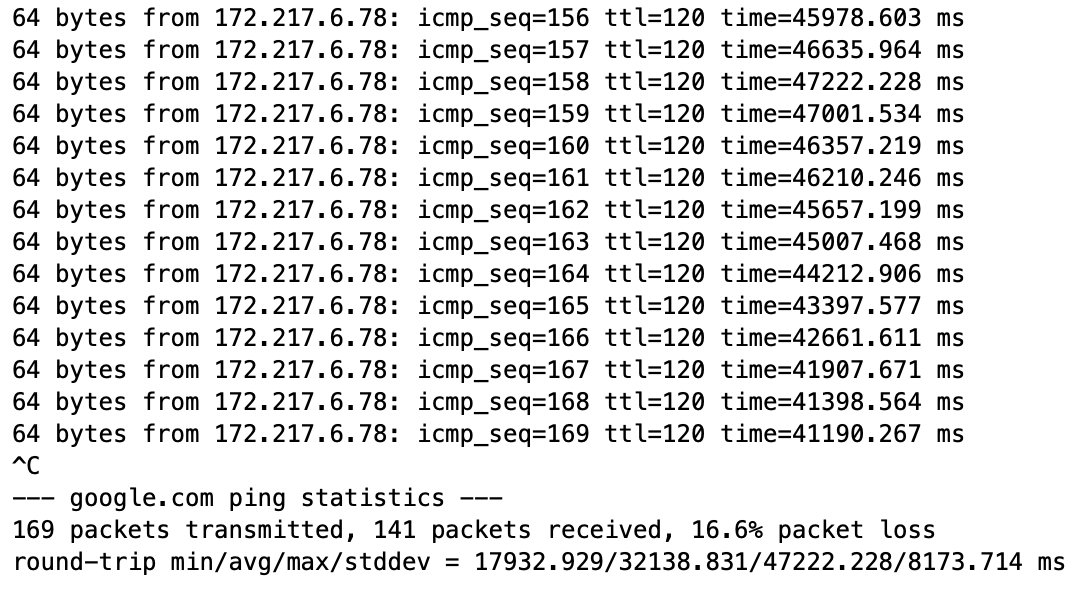 64 bytes from 172.217.6.78: icmp_seq=156 ttl=120 time=45978.603 ms
64 bytes from 172.217.6.78: icmp_seq=157 ttl=120 time=46635.964 ms
64 bytes from 172.217.6.78: icmp_seq=158 ttl=120 time=47222.228 ms
64 bytes from 172.217.6.78: icmp_seq=159 ttl=120 time=47001.534 ms
64 bytes from 172.217.6.78: icmp_seq=160 ttl=120 time=46357.219 ms
64 bytes from 172.217.6.78: icmp_seq=161 ttl=120 time=46210.246 ms
64 bytes from 172.217.6.78: icmp_seq=162 ttl=120 time=45657.199 ms
64 bytes from 172.217.6.78: icmp_seq=163 ttl=120 time=45007.468 ms
64 bytes from 172.217.6.78: icmp_seq=164 ttl=120 time=44212.906 ms
64 bytes from 172.217.6.78: icmp_seq=165 ttl=120 time=43397.577 ms
64 bytes from 172.217.6.78: icmp_seq=166 ttl=120 time=42661.611 ms
64 bytes from 172.217.6.78: icmp_seq=167 ttl=120 time=41907.671 ms
64 bytes from 172.217.6.78: icmp_seq=168 ttl=120 time=41398.564 ms
64 bytes from 172.217.6.78: icmp_seq=169 ttl=120 time=41190.267 ms
^C
--- google.com ping statistics ---
169 packets transmitted, 141 packets received, 16.6% packet loss
round-trip min/avg/max/stddev = 17932.929/32138.831/47222.228/8173.714 ms